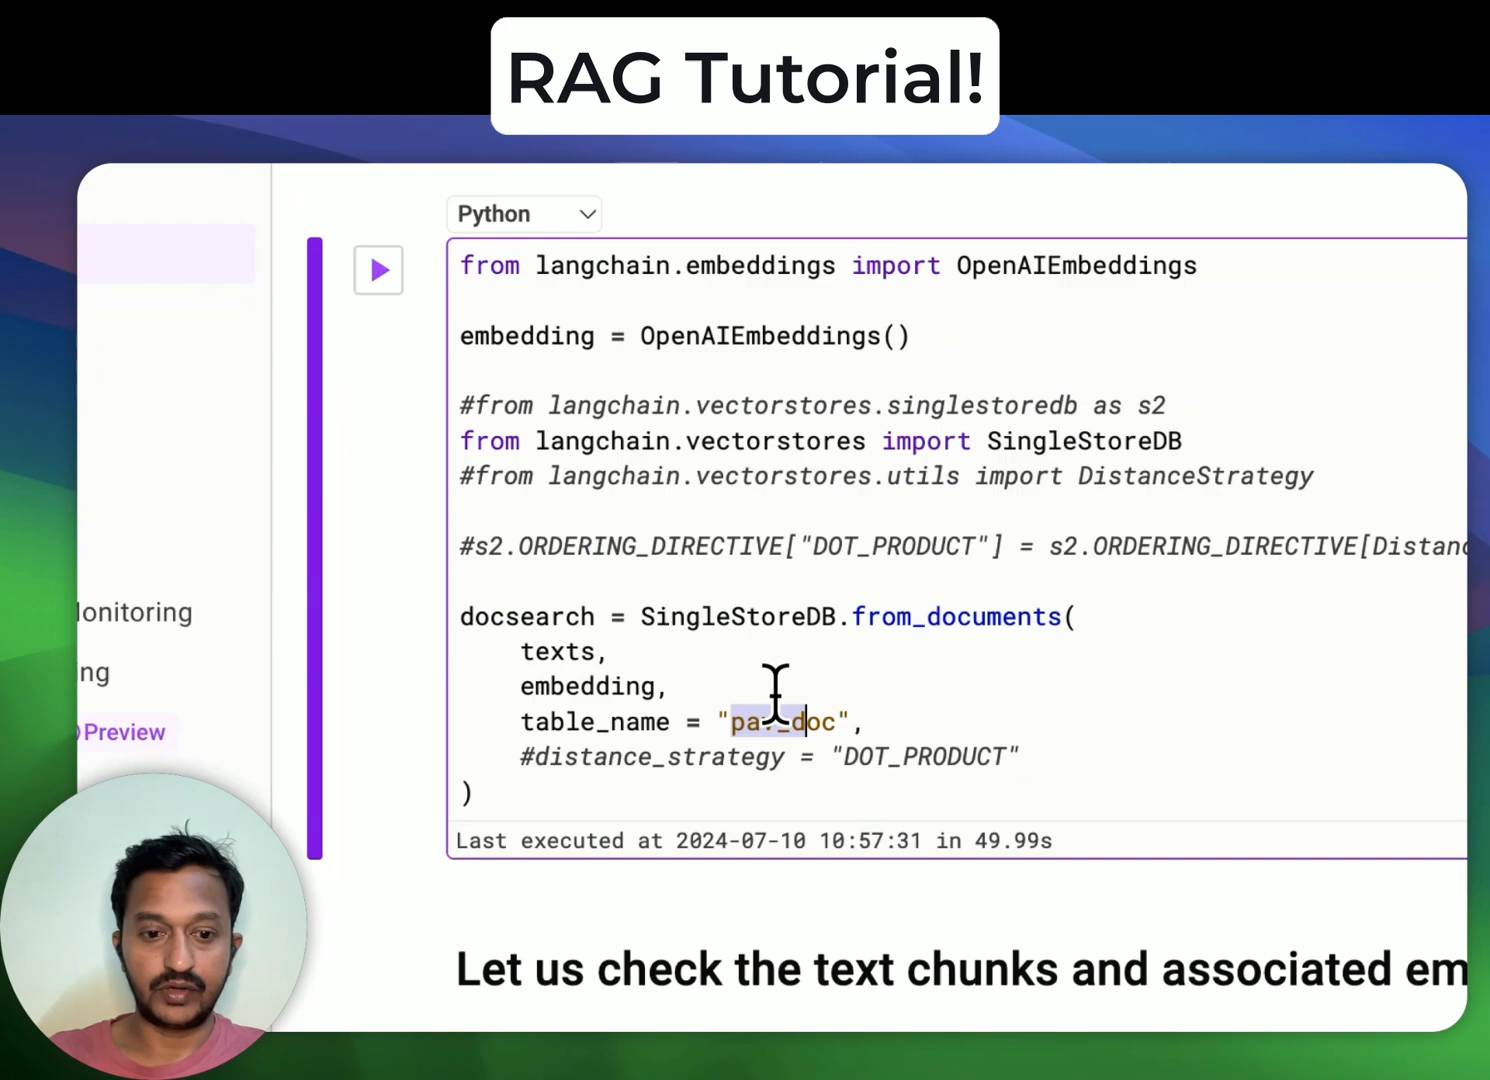 RAG Tutorial!
Python
from langchain.embeddings import OpenAIEmbeddings
embedding = OpenAIEmbeddings()
#from langchain.vectorstores.singlestoredb as s2
from langchain.vectorstores import SingleStoreDB
#from langchain.vectorstores.utils import DistanceStrategy
#s2.ORDERING_DIRECTIVE["DOT_PRODUCT"] = s2.ORDERING_DIRECTIVE[Distanc
docsearch = SingleStoreDB.from_documents(
texts,
embedding,
table_name = "pav_doc",
#distance_strategy = "DOT_PRODUCT"
)
Last executed at 2024-07-10 10:57:31 in 49.99s
onitoring
ng
Preview
Let us check the text chunks and associated em